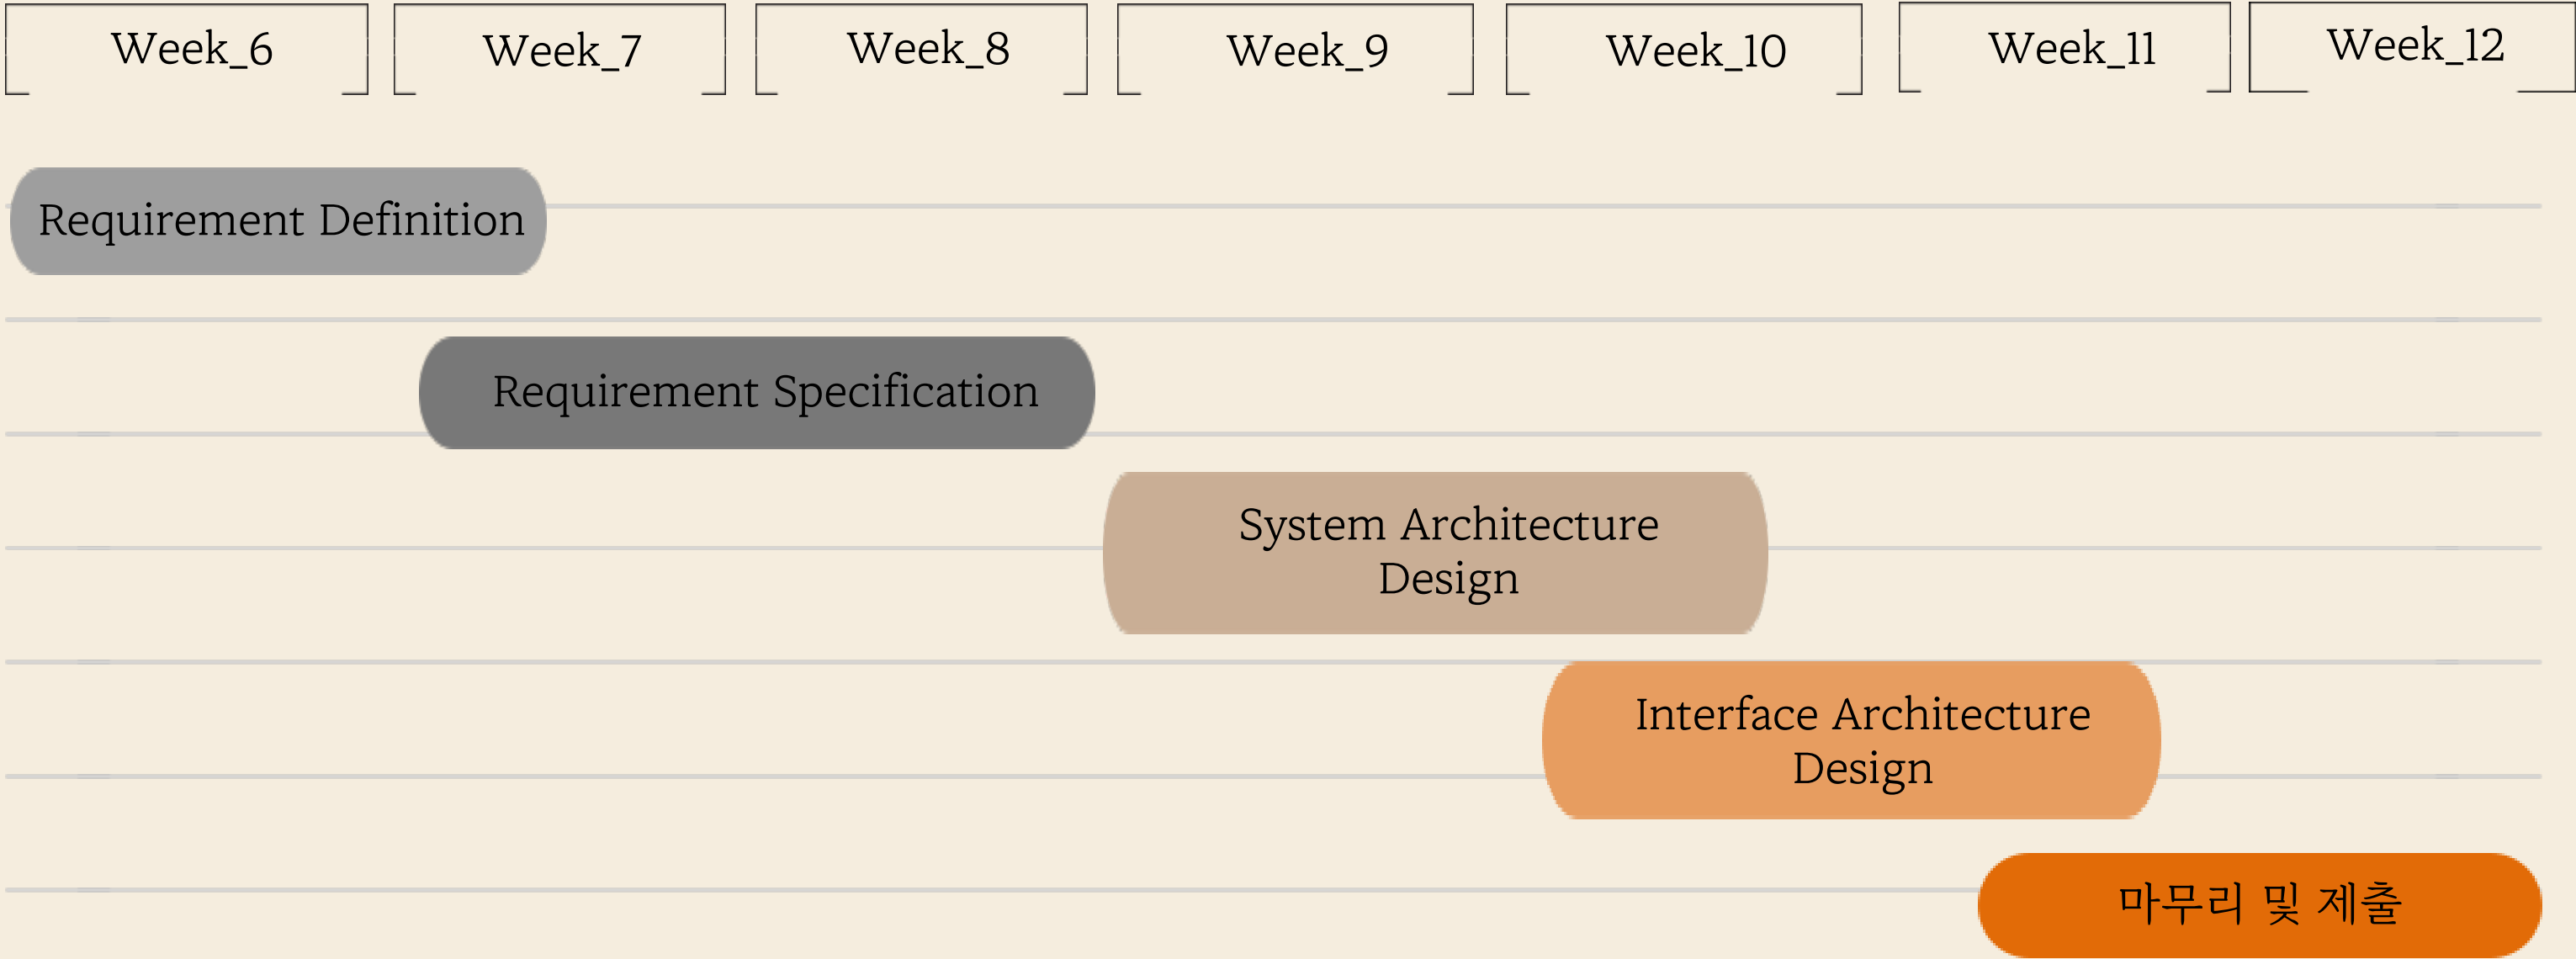 Week_6
Week_7
Week_8
Week_9
Week_10
Week_11
Week_12
Requirement Definition
Requirement Specification
System Architecture
Design
Interface Architecture
Design
마무리 및 제출